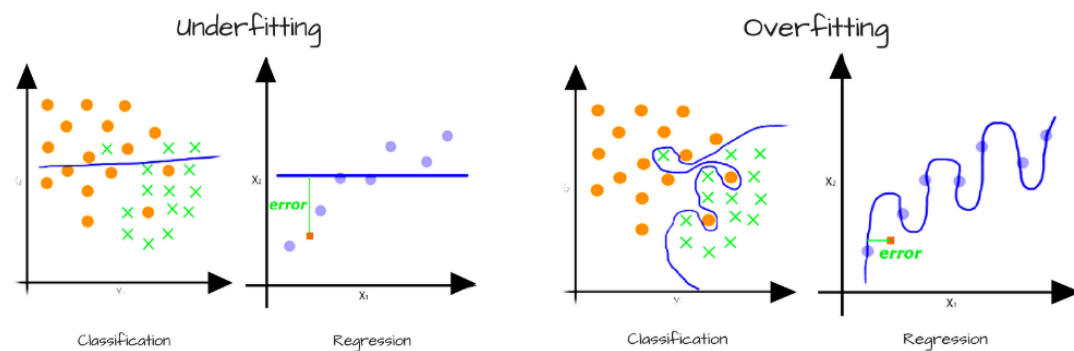 Underfitting
Overfitting
X₂
error
X₁
Classification
Regression
X₂
error
X₁
Classification
Regression